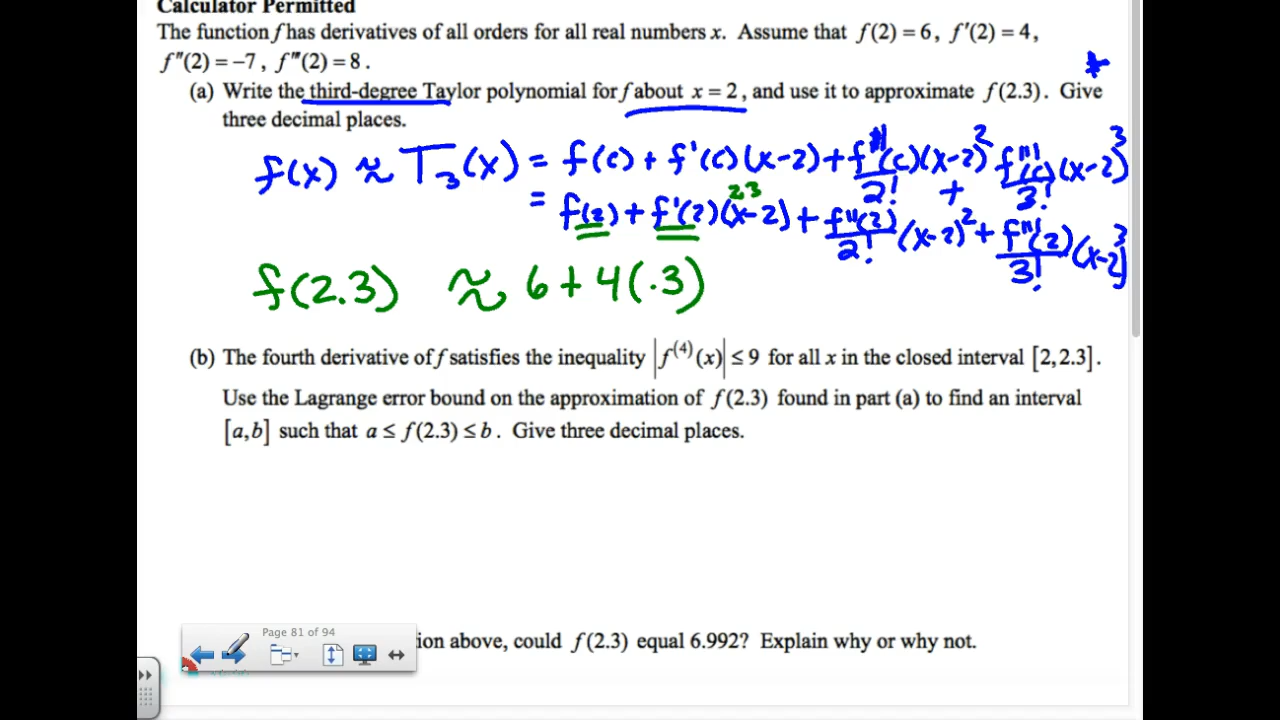 Calculator Permitted
The function f has derivatives of all orders for all real numbers x. Assume that f(2) = 6, f′(2) = 4,
f″(2) = −7, f‴(2) = 8.
(a) Write the third-degree Taylor polynomial for f about x = 2, and use it to approximate f(2.3). Give
three decimal places.
f(x) ≈ T₃(x) = f(c) + f'(c)(x-2) + f''(c)/2! (x-2)² + f'''(c)/3! (x-2)³
= f(2) + f'(2)(x-2) + f''(2)/2! (x-2)² + f'''(2)/3! (x-2)³
2.3
f(2.3) ≈ 6 + 4(.3)
(b) The fourth derivative of f satisfies the inequality |f⁽⁴⁾(x)| ≤ 9 for all x in the closed interval [2, 2.3].
Use the Lagrange error bound on the approximation of f(2.3) found in part (a) to find an interval
[a, b] such that a ≤ f(2.3) ≤ b. Give three decimal places.
Page 81 of 94
ion above, could f(2.3) equal 6.992? Explain why or why not.